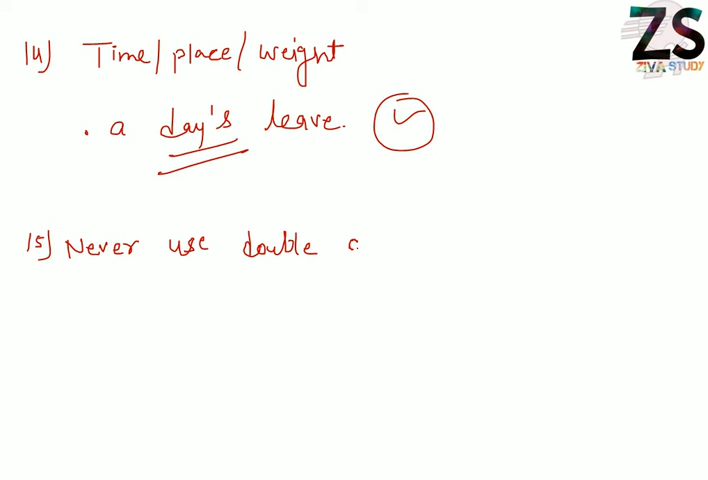 14) Time/place/weight
. a day's leave.
15) Never use double
ZS
ZIVA STUDY